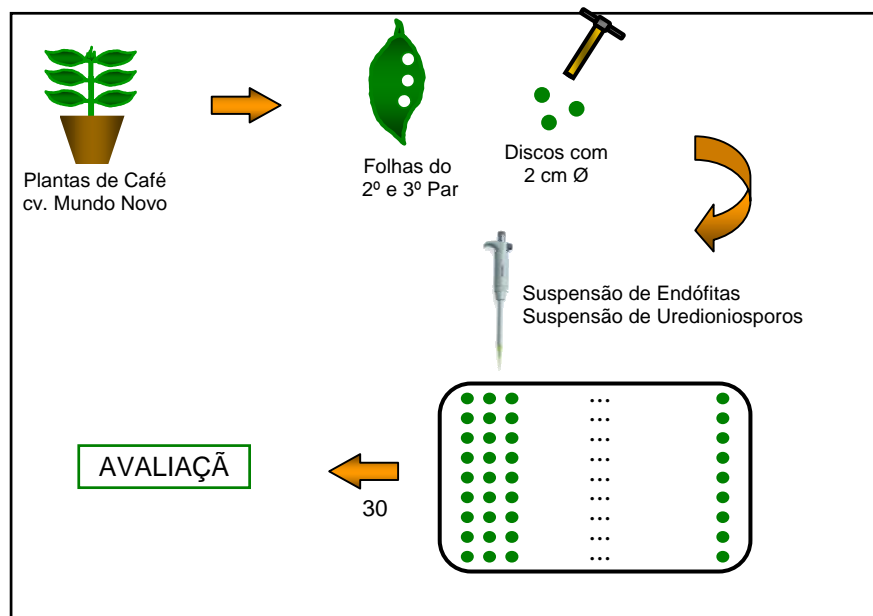 Plantas de Café
cv. Mundo Novo
Folhas do
2º e 3º Par
Discos com
2 cm Ø
Suspensão de Endófitas
Suspensão de Uredioniosporos
...
...
...
...
...
...
...
...
...
30
AVALIAÇÃ